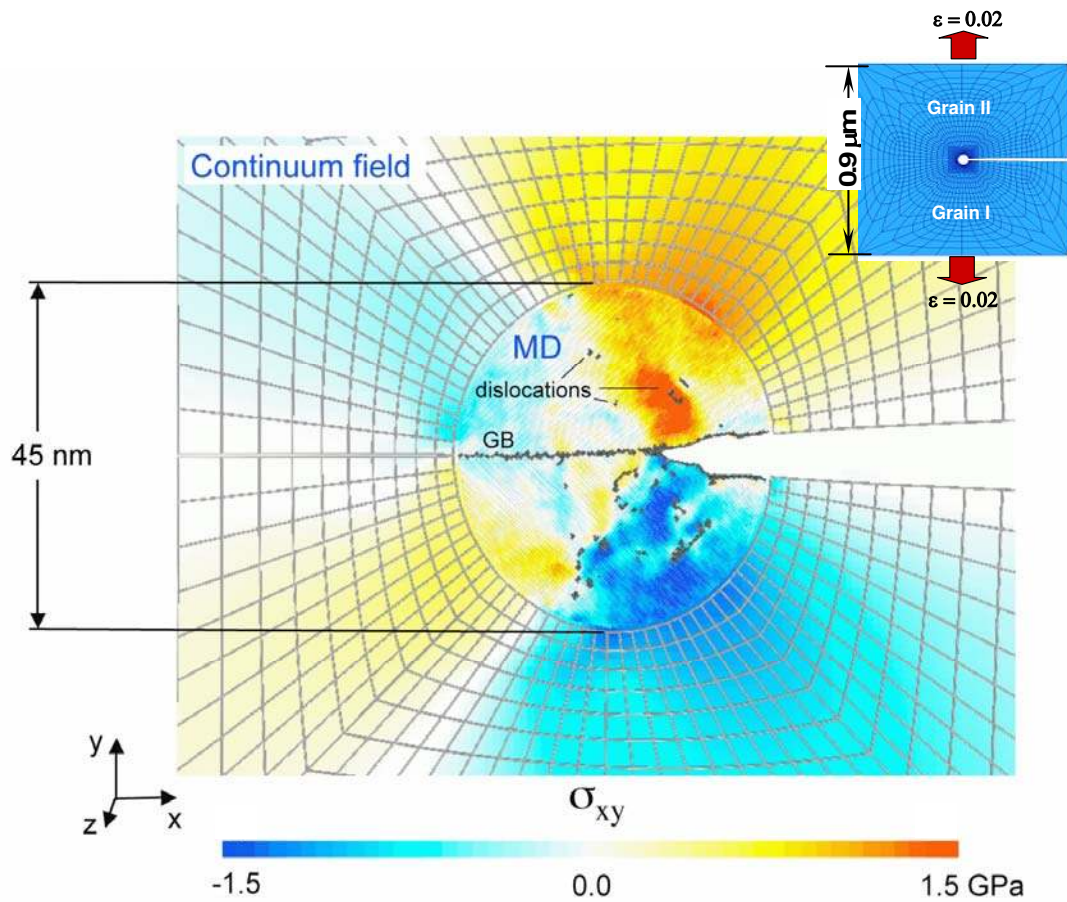 ε = 0.02
Grain II
0.9 μm
Grain I
ε = 0.02
Continuum field
MD
dislocations
GB
45 nm
y
z
x
σxy
-1.5
0.0
1.5 GPa